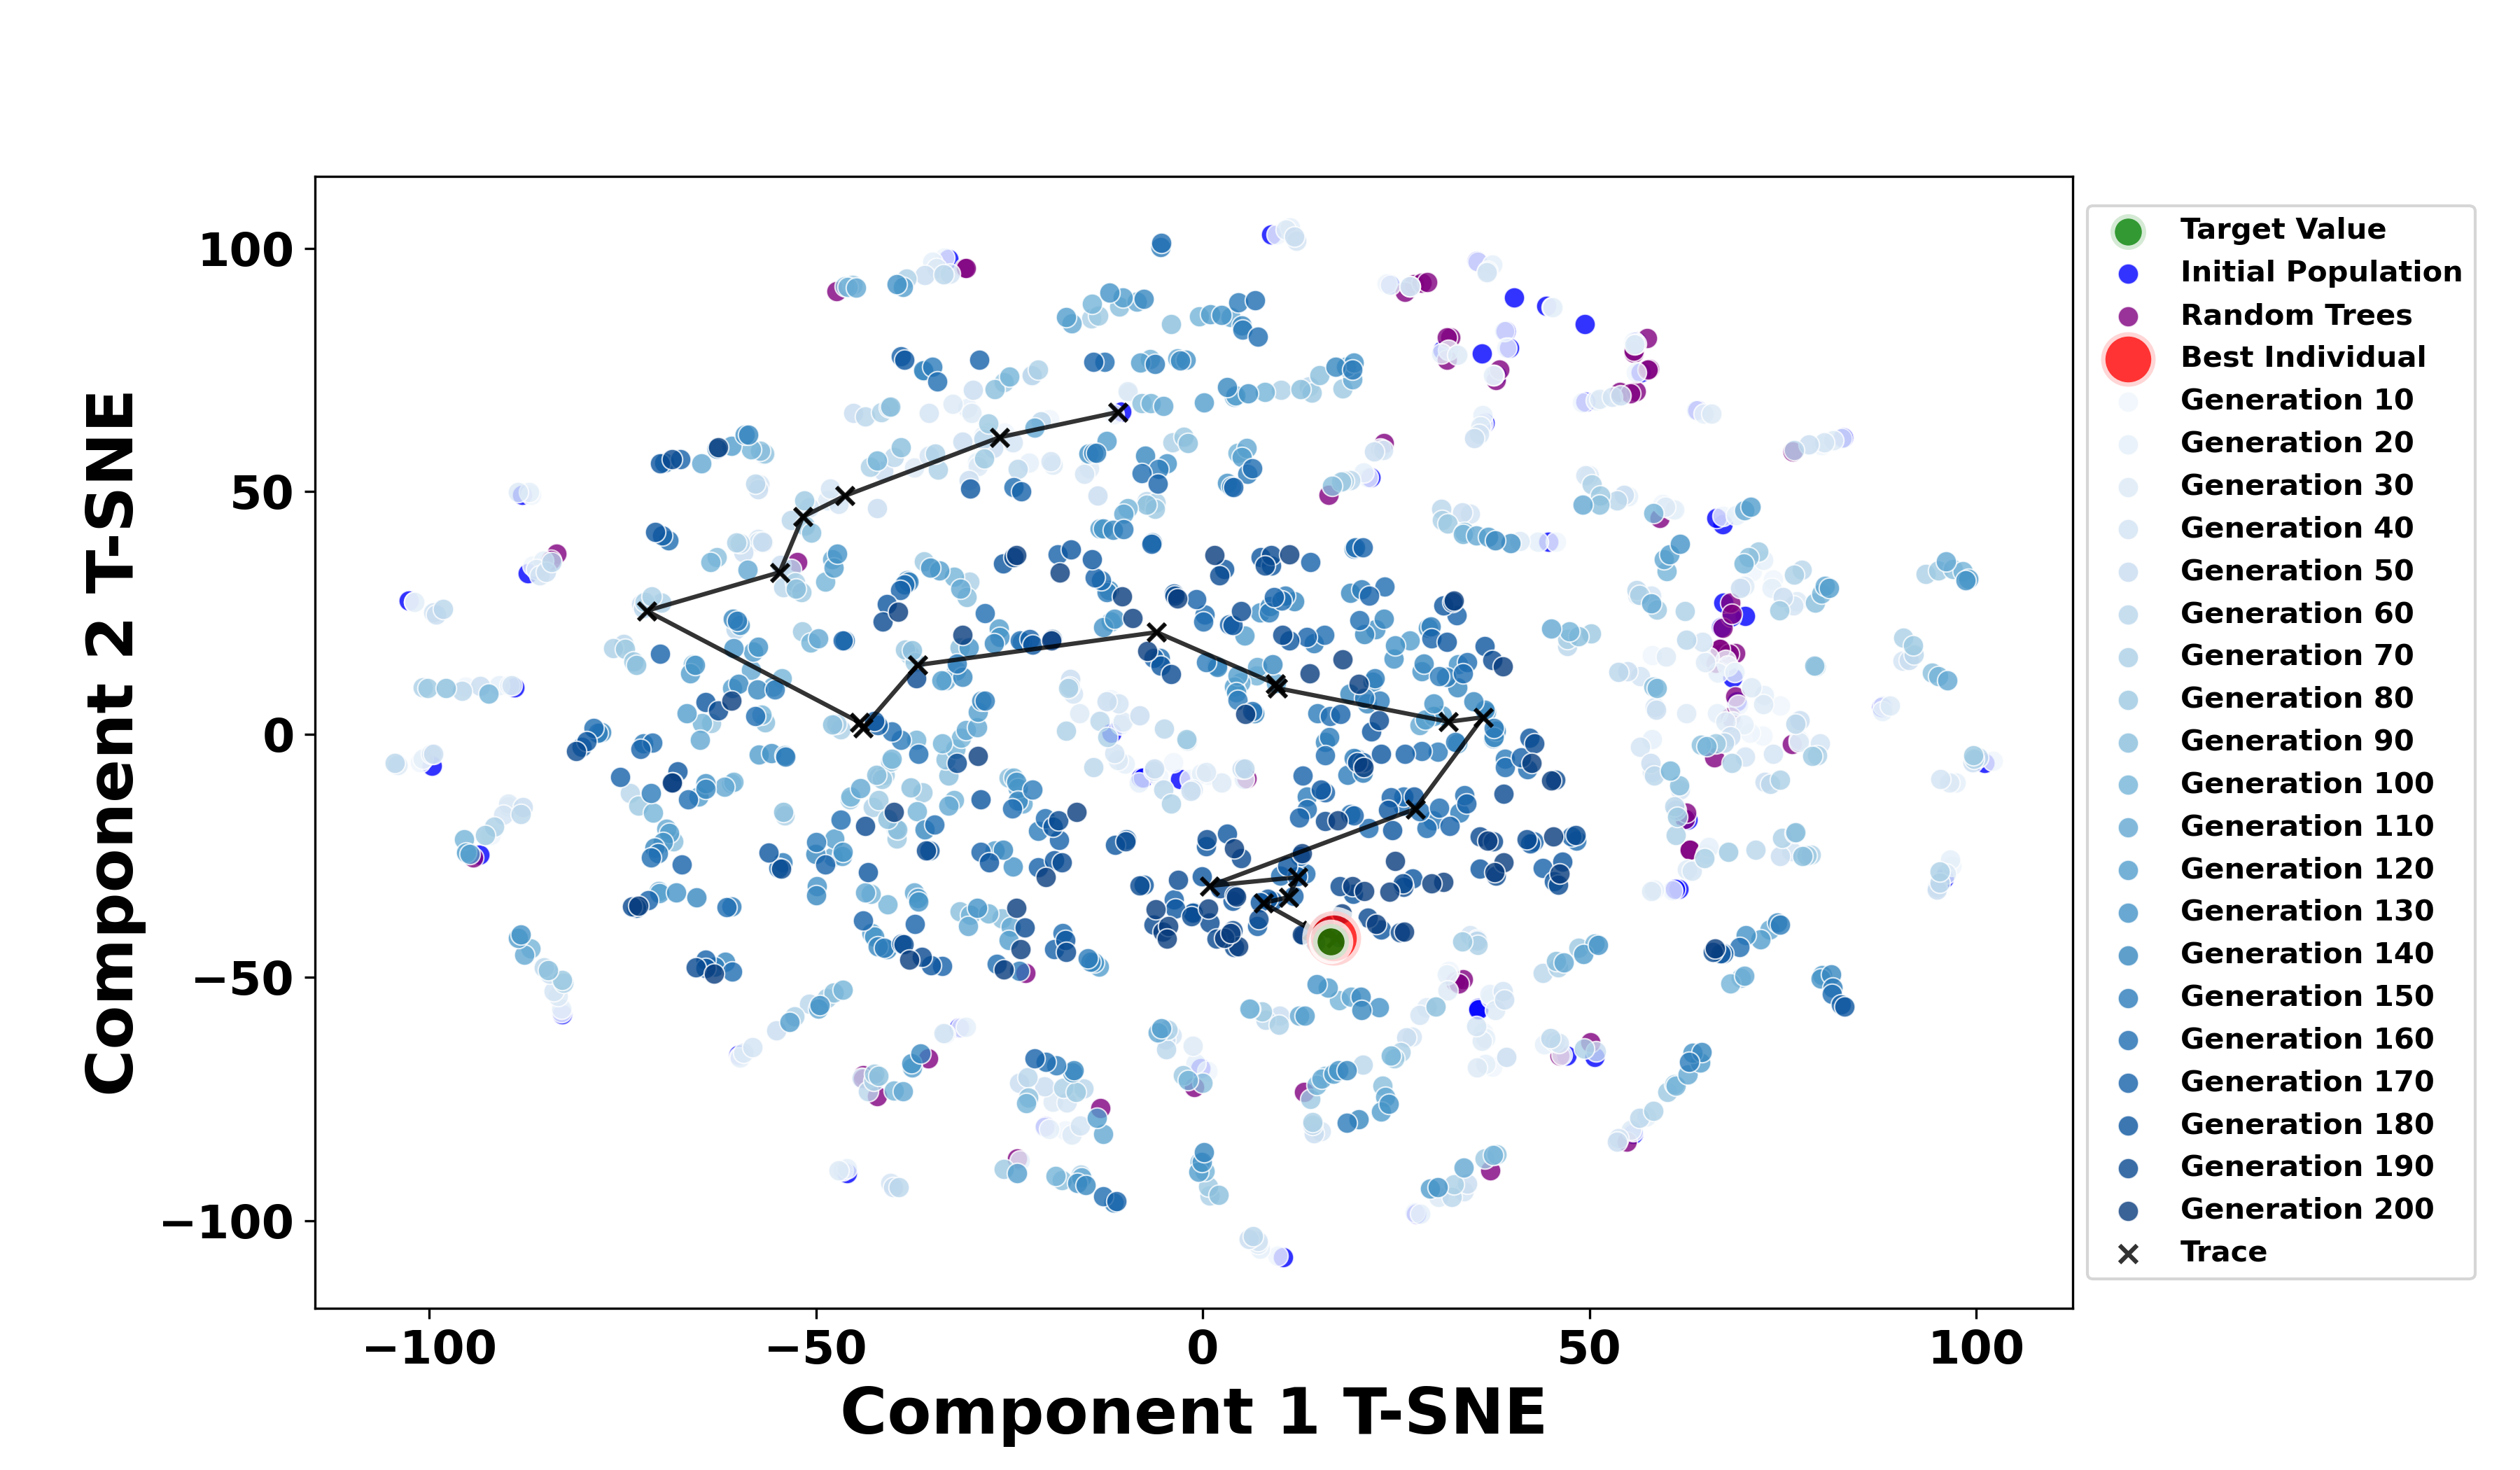 100
50
0
−50
−100
Component 2 T-SNE
−100
−50
0
50
100
Component 1 T-SNE
Target Value
Initial Population
Random Trees
Best Individual
Generation 10
Generation 20
Generation 30
Generation 40
Generation 50
Generation 60
Generation 70
Generation 80
Generation 90
Generation 100
Generation 110
Generation 120
Generation 130
Generation 140
Generation 150
Generation 160
Generation 170
Generation 180
Generation 190
Generation 200
Trace